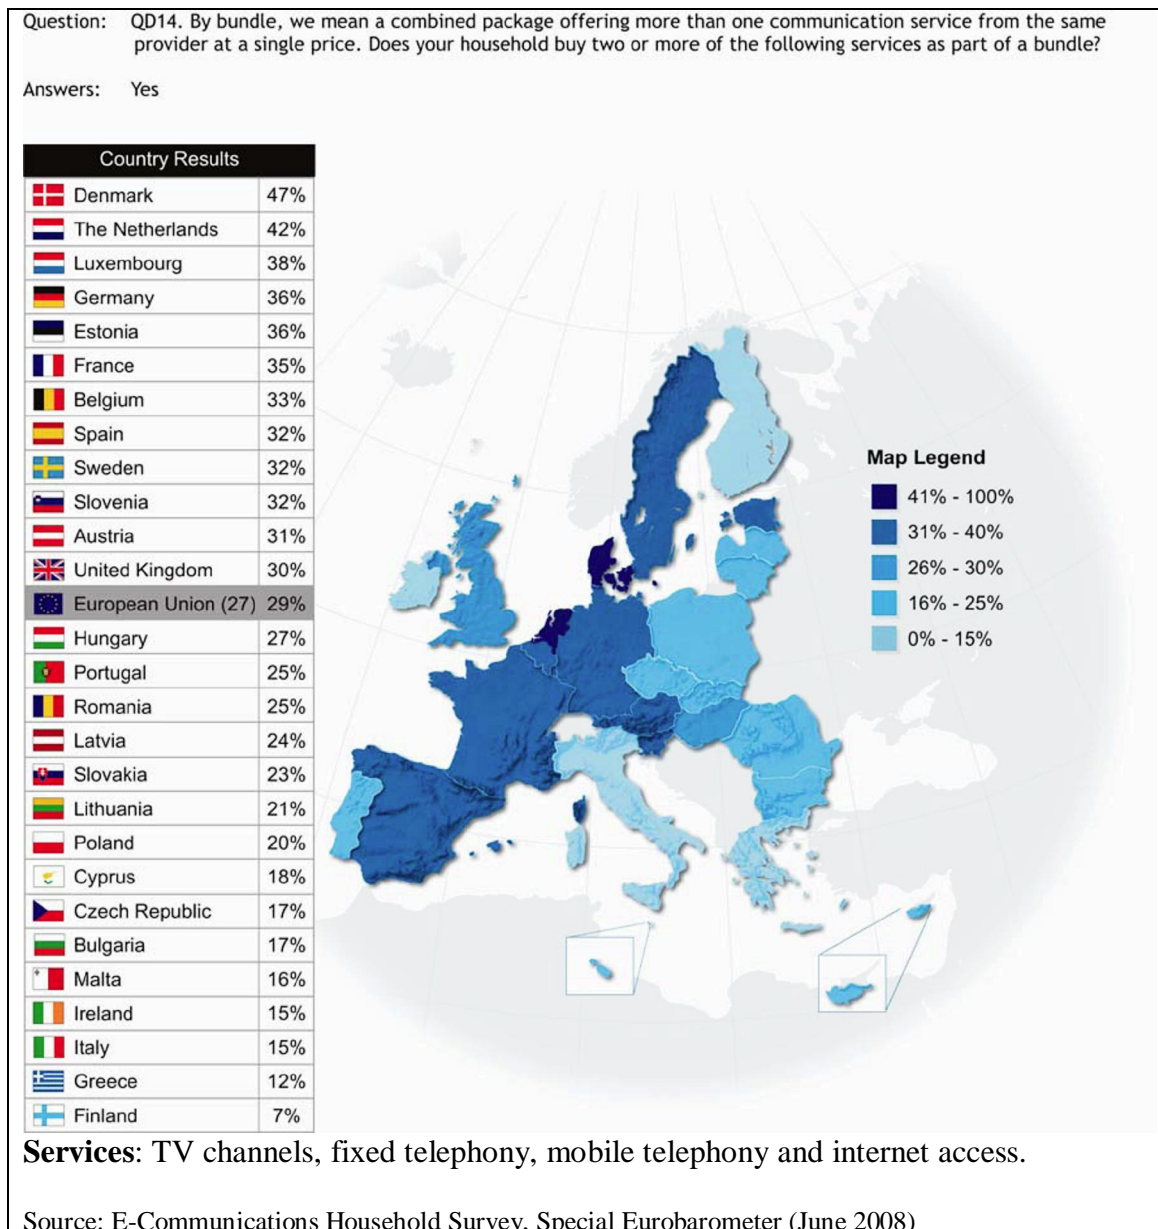 Question: QD14. By bundle, we mean a combined package offering more than one communication service from the same
provider at a single price. Does your household buy two or more of the following services as part of a bundle?
Answers: Yes
Country Results
Denmark 47%
The Netherlands 42%
Luxembourg 38%
Germany 36%
Estonia 36%
France 35%
Belgium 33%
Spain 32%
Sweden 32%
Slovenia 32%
Austria 31%
United Kingdom 30%
European Union (27) 29%
Hungary 27%
Portugal 25%
Romania 25%
Latvia 24%
Slovakia 23%
Lithuania 21%
Poland 20%
Cyprus 18%
Czech Republic 17%
Bulgaria 17%
Malta 16%
Ireland 15%
Italy 15%
Greece 12%
Finland 7%
Map Legend
41% - 100%
31% - 40%
26% - 30%
16% - 25%
0% - 15%
Services: TV channels, fixed telephony, mobile telephony and internet access.
Source: E-Communications Household Survey, Special Eurobarometer (June 2008)